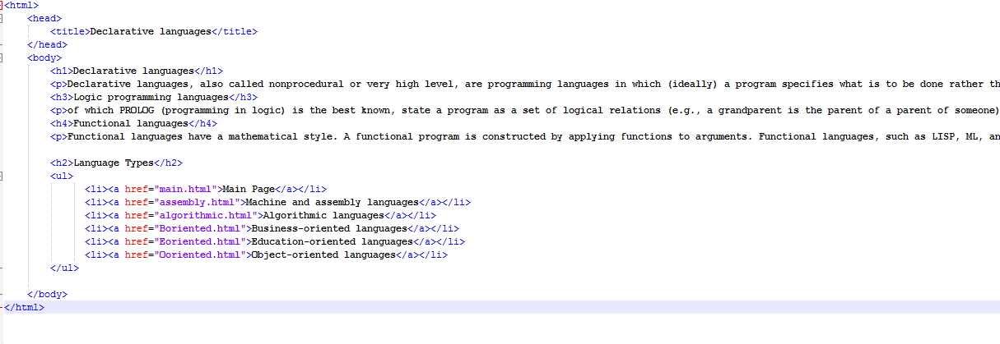 <html>
<head>
<title>Declarative languages</title>
</head>
<body>
<h1>Declarative languages</h1>
<p>Declarative languages, also called nonprocedural or very high level, are programming languages in which (ideally) a program specifies what is to be done rather th
<h3>Logic programming languages</h3>
<p>of which PROLOG (programming in logic) is the best known, state a program as a set of logical relations (e.g., a grandparent is the parent of a parent of someone)
<h4>Functional languages</h4>
<p>Functional languages have a mathematical style. A functional program is constructed by applying functions to arguments. Functional languages, such as LISP, ML, an
<h2>Language Types</h2>
<ul>
<li><a href="main.html">Main Page</a></li>
<li><a href="assembly.html">Machine and assembly languages</a></li>
<li><a href="algorithmic.html">Algorithmic languages</a></li>
<li><a href="Boriented.html">Business-oriented languages</a></li>
<li><a href="Eoriented.html">Education-oriented languages</a></li>
<li><a href="Ooriented.html">Object-oriented languages</a></li>
</ul>
</body>
</html>